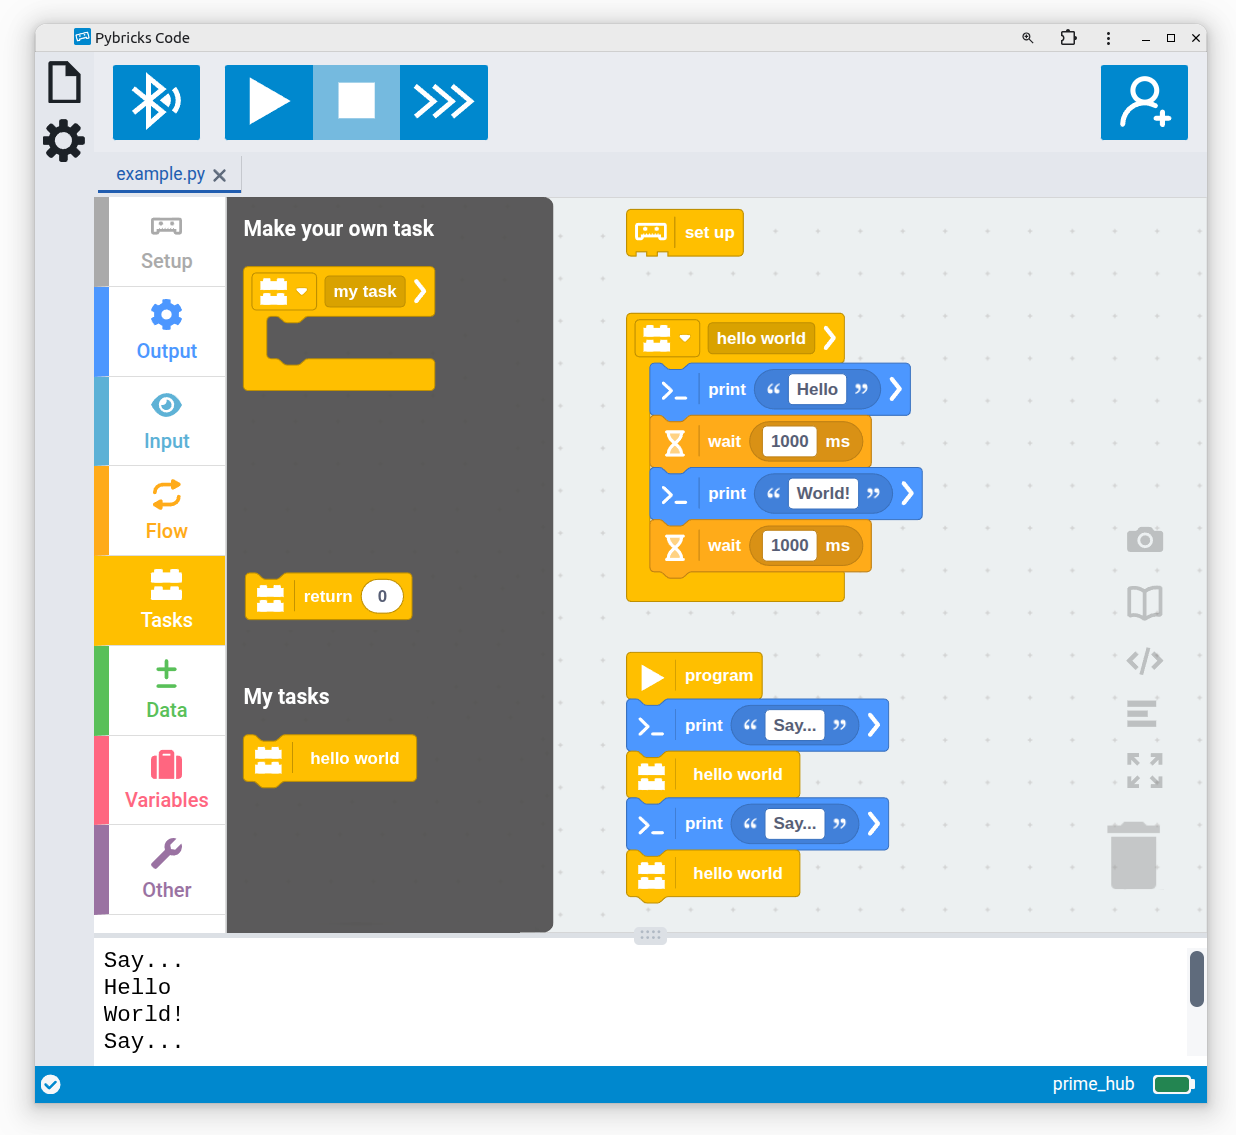 Pybricks Code
example.py
Setup
Output
Input
Flow
Tasks
Data
Variables
Other
Make your own task
my task
return 0
My tasks
hello world
set up
hello world
print “ Hello ”
wait 1000 ms
print “ World! ”
wait 1000 ms
program
print “ Say... ”
hello world
print “ Say... ”
hello world
Say...
Hello
World!
Say...
prime_hub